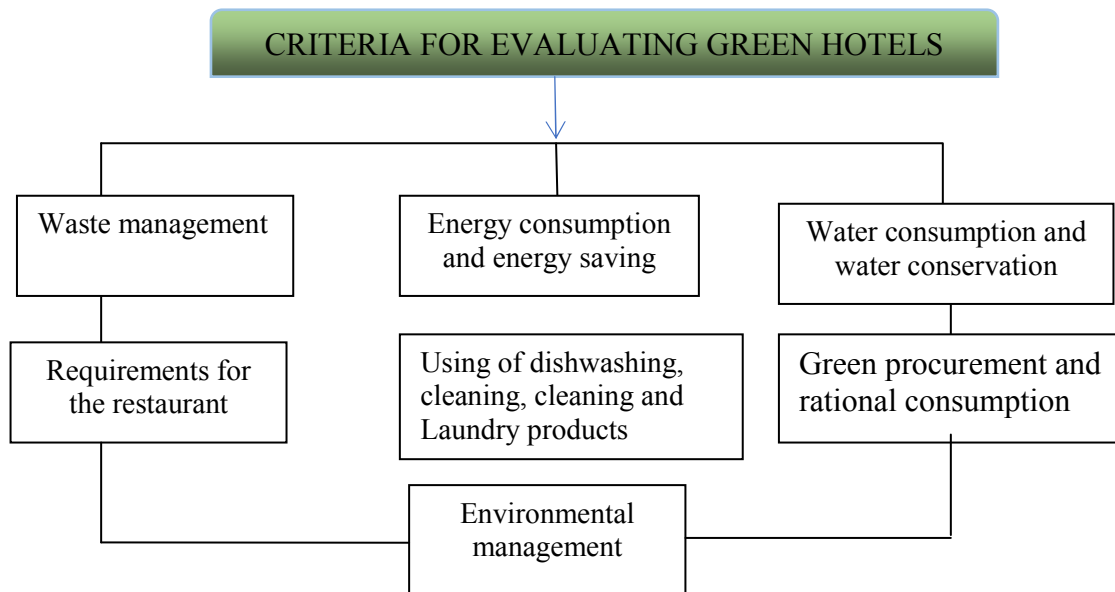 CRITERIA FOR EVALUATING GREEN HOTELS
Waste management
Energy consumption
and energy saving
Water consumption and
water conservation
Requirements for
the restaurant
Using of dishwashing,
cleaning, cleaning and
Laundry products
Green procurement and
rational consumption
Environmental
management